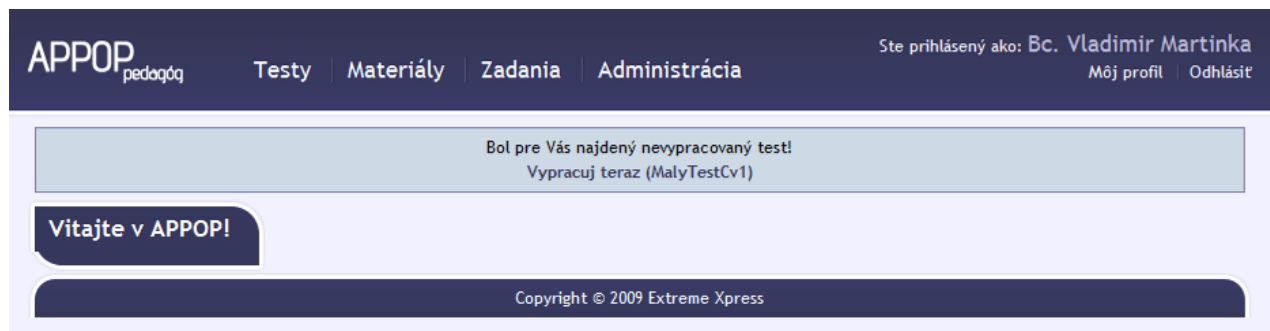 APPOP pedagóg
Testy Materiály Zadania Administrácia
Ste prihlásený ako: Bc. Vladimir Martinka
Môj profil Odhlásiť
Bol pre Vás najdený nevypracovaný test!
Vypracuj teraz (MalyTestCv1)
Vitajte v APPOP!
Copyright © 2009 Extreme Xpress